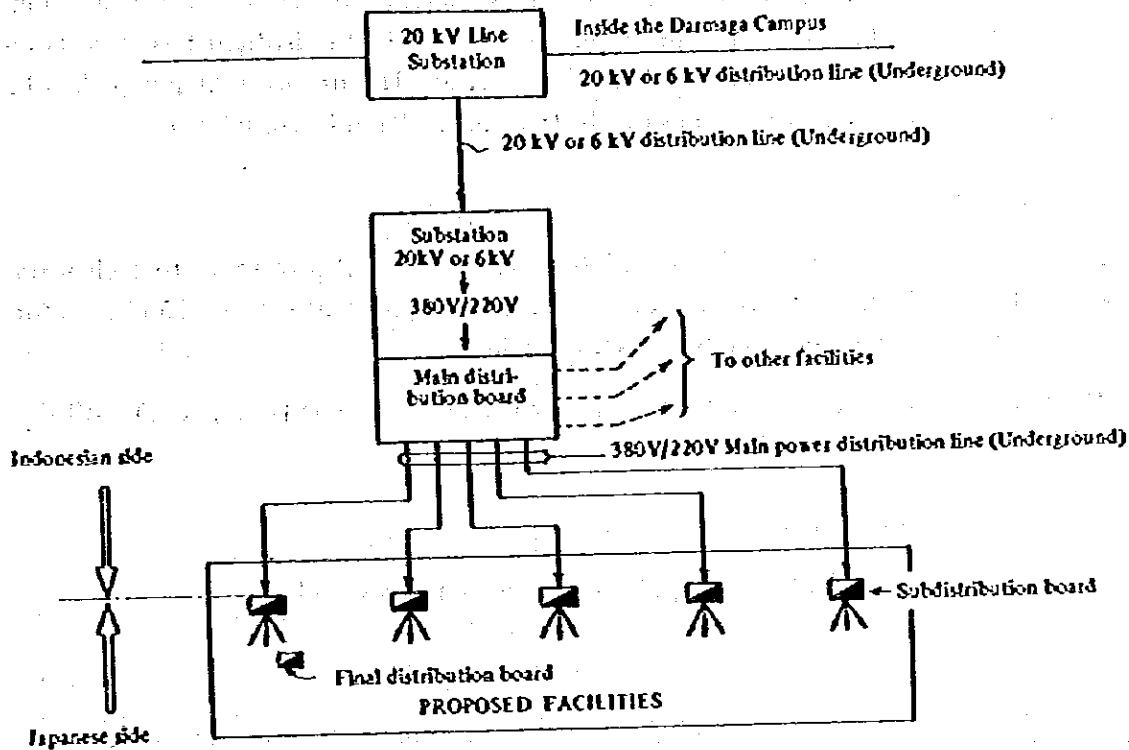 20 kV Line
Substation
Inside the Darmaga Campus
20 kV or 6 kV distribution line (Underground)
20 kV or 6 kV distribution line (Underground)
Substation
20kV or 6kV
380V/220V
Main distri-
bution board
To other facilities
380V/220V Main power distribution line (Underground)
Indonesian side
Subdistribution board
Final distribution board
PROPOSED FACILITIES
Japanese side